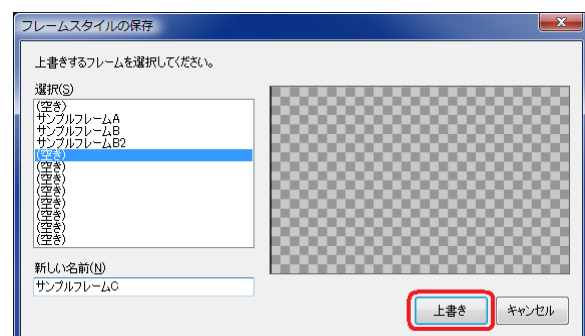 フレームスタイルの保存
上書きするフレームを選択してください。
選択(S)
(空き)
サンプルフレームA
サンプルフレームB
サンプルフレームB2
(空き)
(空き)
(空き)
(空き)
(空き)
(空き)
(空き)
(空き)
新しい名前(N)
サンプルフレームC
上書き
キャンセル